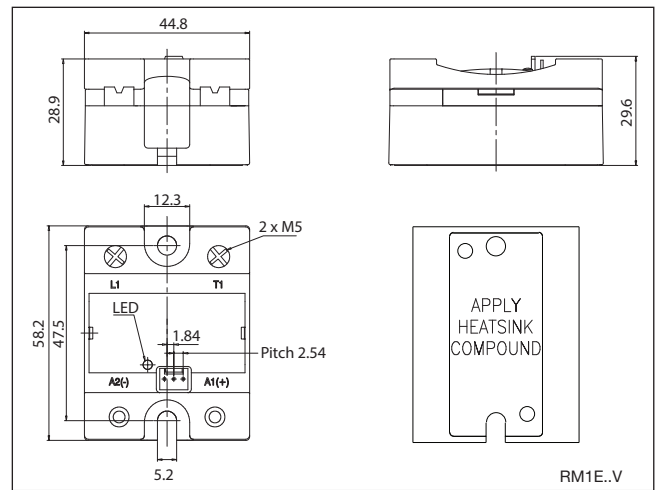 44.8
28.9
29.6
12.3
2 x M5
L1
T1
58.2
47.5
LED
1.84
Pitch 2.54
A2(-)
A1(+)
5.2
APPLY
HEATSINK
COMPOUND
RM1E..V